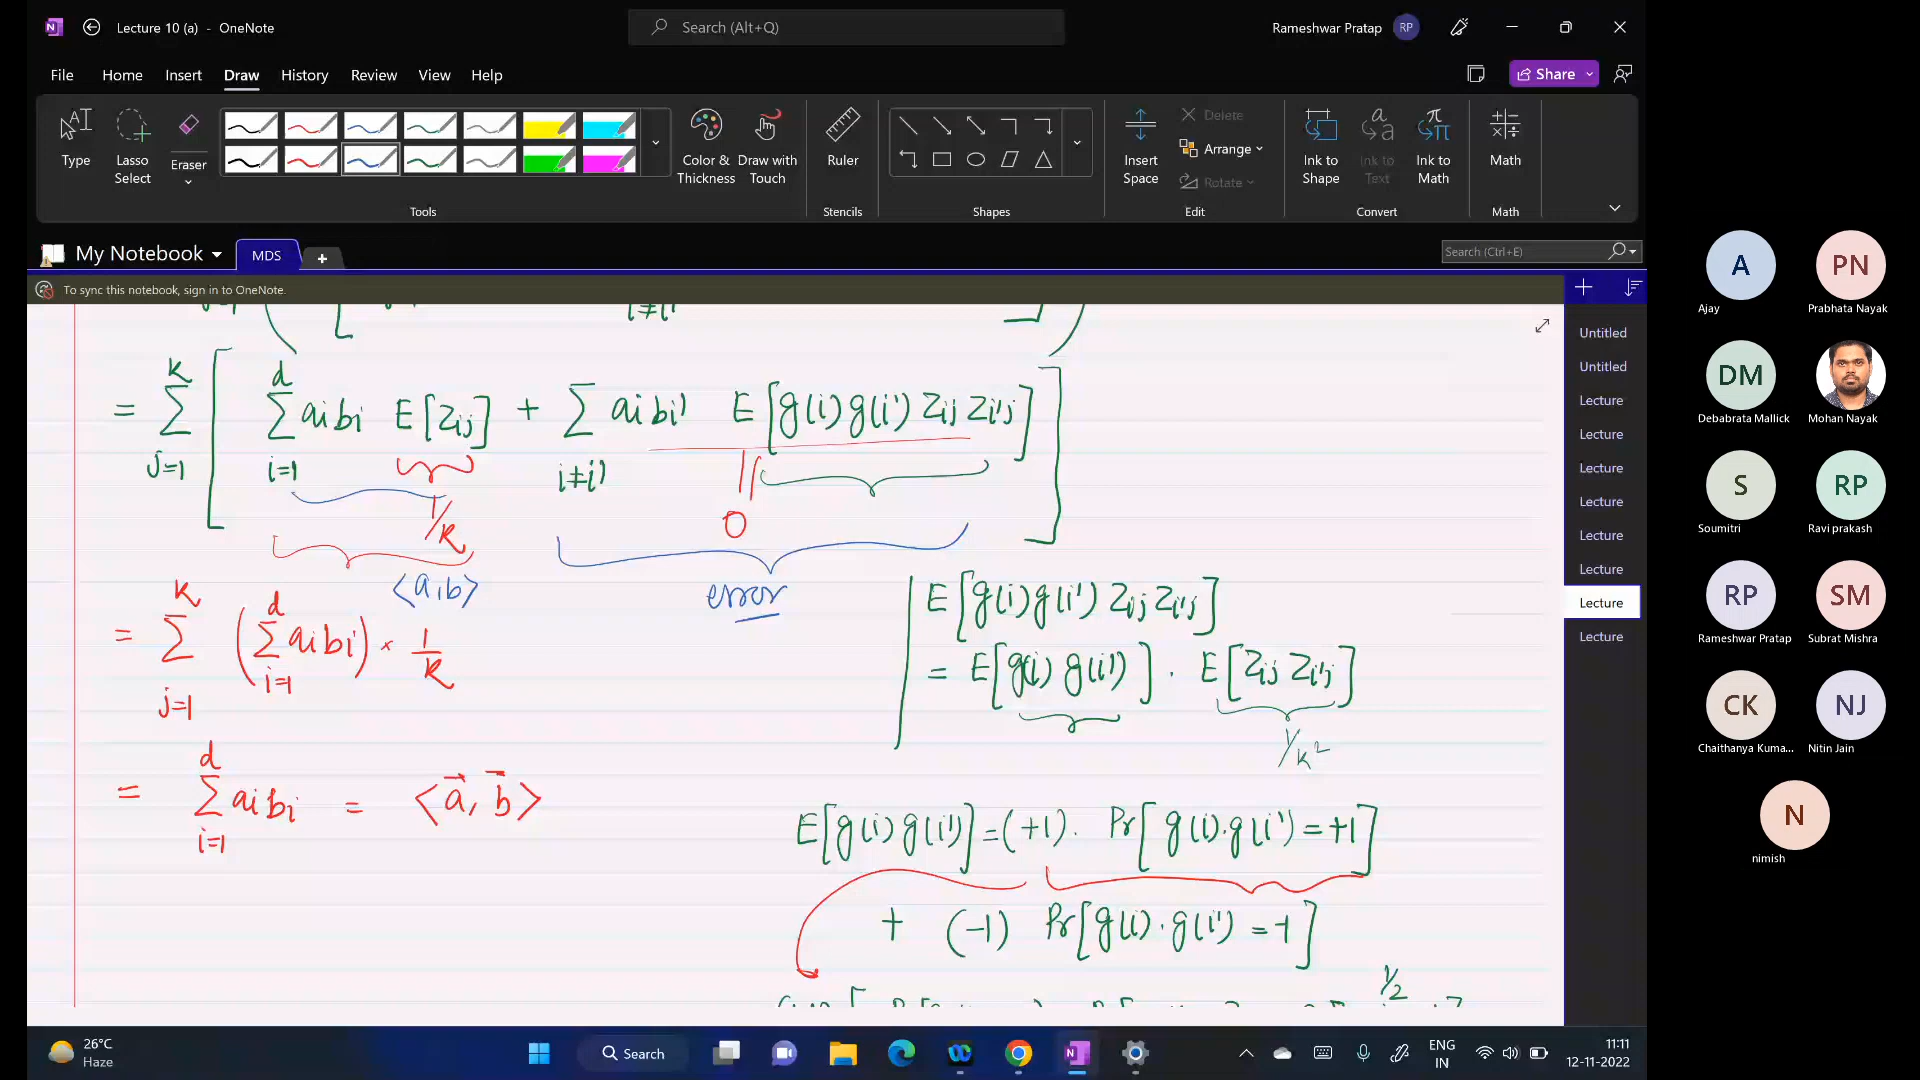 Lecture 10 (a) - OneNote
Search (Alt+Q)
Rameshwar Pratap RP
File Home Insert Draw History Review View Help
Share
Type
Lasso Select
Eraser
Color & Thickness
Draw with Touch
Ruler
Insert Space
Delete
Arrange
Rotate
Ink to Shape
Ink to Text
Ink to Math
Math
Tools Stencils Shapes Edit Convert Math
My Notebook MDS
Search (Ctrl+E)
To sync this notebook, sign in to OneNote.
i≠i'
= Σ_{j=1}^{k} [ Σ_{i=1}^{d} ai bi E[Zij] + Σ_{i≠i'} ai bi' E[g(i) g(i') Zij Zi'j] ]
1/k
0
<a,b>
error
= Σ_{j=1}^{k} ( Σ_{i=1}^{d} ai bi ) × 1/k
= Σ_{i=1}^{d} ai bi = <a, b>
E[g(i) g(i') Zij Zi'j]
= E[g(i) g(i')] . E[Zij Zi'j]
1/k²
E[g(i) g(i')] = (+1). Pr[g(i).g(i') = +1]
+ (-1) Pr[g(i).g(i') = -1]
1/2
Untitled
Untitled
Lecture
Lecture
Lecture
Lecture
Lecture
Lecture
Lecture
Lecture
A
Ajay
PN
Prabhata Nayak
DM
Debabrata Mallick
Mohan Nayak
S
Soumitri
RP
Ravi prakash
RP
Rameshwar Pratap
SM
Subrat Mishra
CK
Chaithanya Kuma...
NJ
Nitin Jain
N
nimish
26°C
Haze
Search
ENG
IN
11:11
12-11-2022